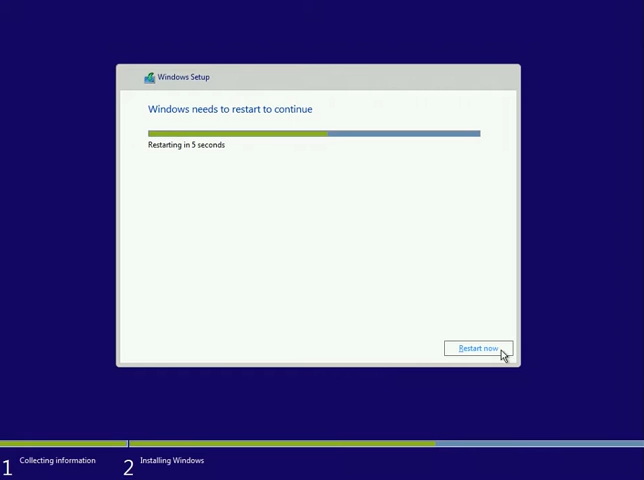 Windows Setup
Windows needs to restart to continue
Restarting in 5 seconds
Restart now
1 Collecting information
2 Installing Windows